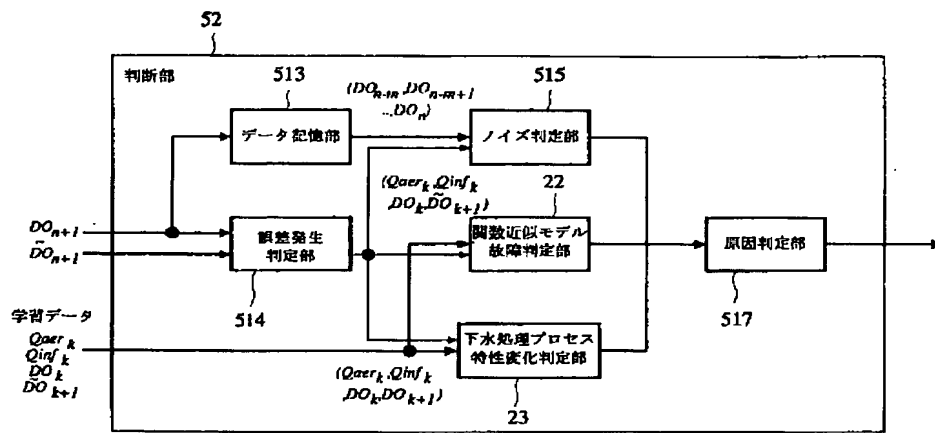 52
判断部
513
データ記憶部
(DO_{n-m}, DO_{n-m+1}
..., DO_n)
515
ノイズ判定部
(Qaer_k, Qinf_k
, DO_k, D̃O_{k+1})
22
DO_{n+1}
D̃O_{n+1}
誤差発生
判定部
514
関数近似モデル
故障判定部
原因判定部
517
学習データ
Qaer_k
Qinf_k
DO_k
D̃O_{k+1}
(Qaer_k, Qinf_k
, DO_k, DO_{k+1})
下水処理プロセス
特性変化判定部
23